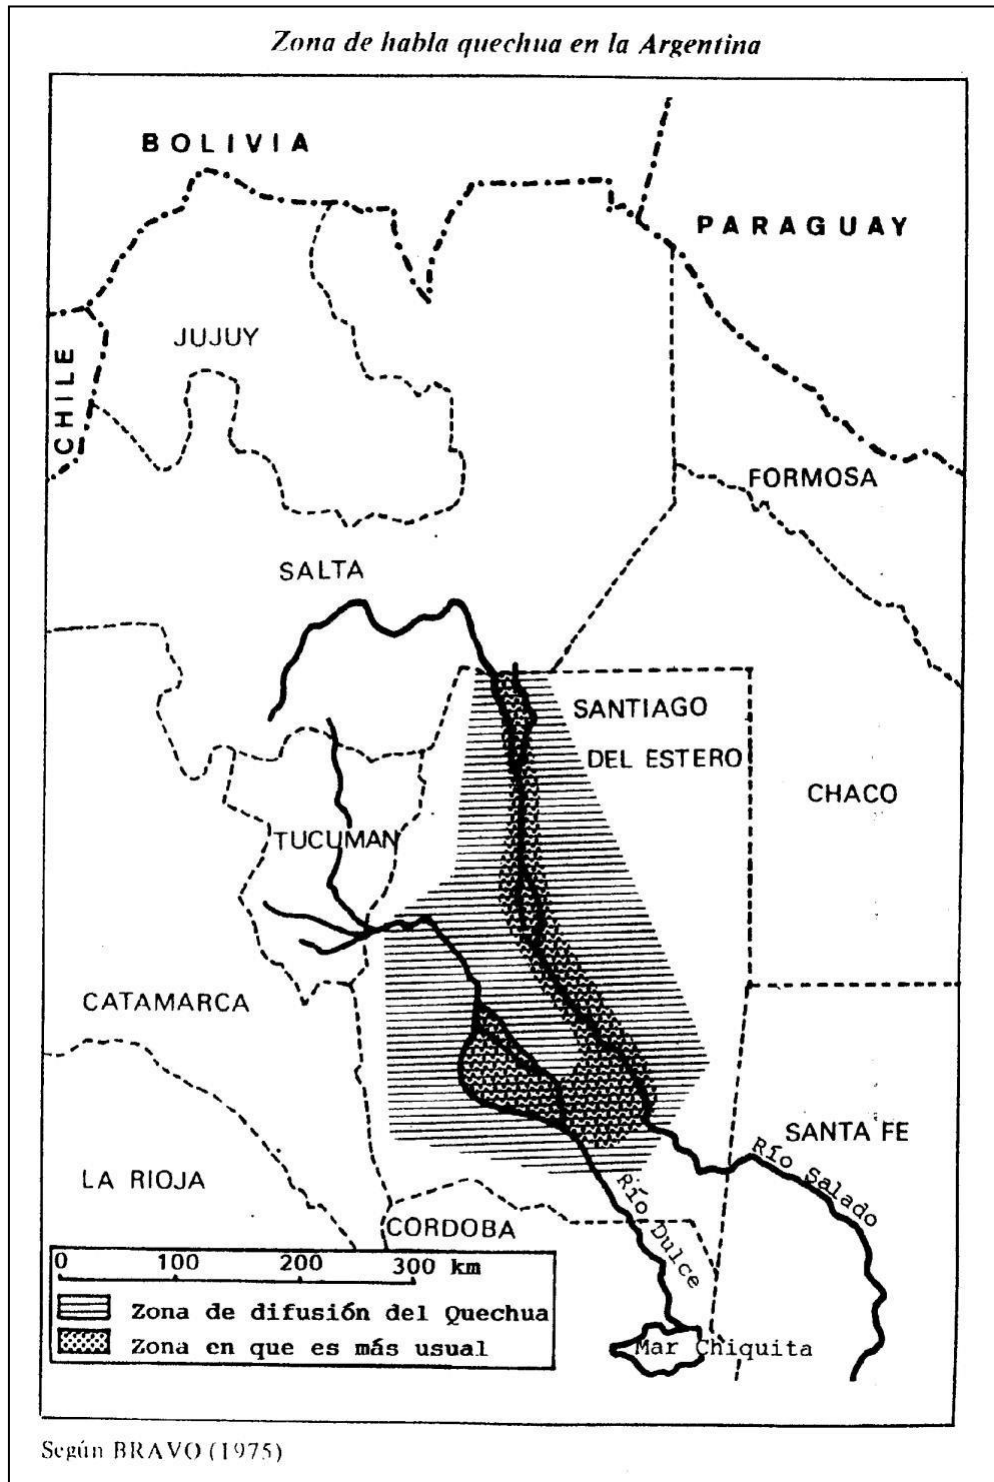 Zona de habla quechua en la Argentina
BOLIVIA
PARAGUAY
CHILE
JUJUY
FORMOSA
SALTA
SANTIAGO
DEL ESTERO
CHACO
TUCUMAN
CATAMARCA
SANTA FE
Río Salado
LA RIOJA
Río Dulce
CORDOBA
0 100 200 300 km
Zona de difusión del Quechua
Zona en que es más usual
Mar Chiquita
Según BRAVO (1975)